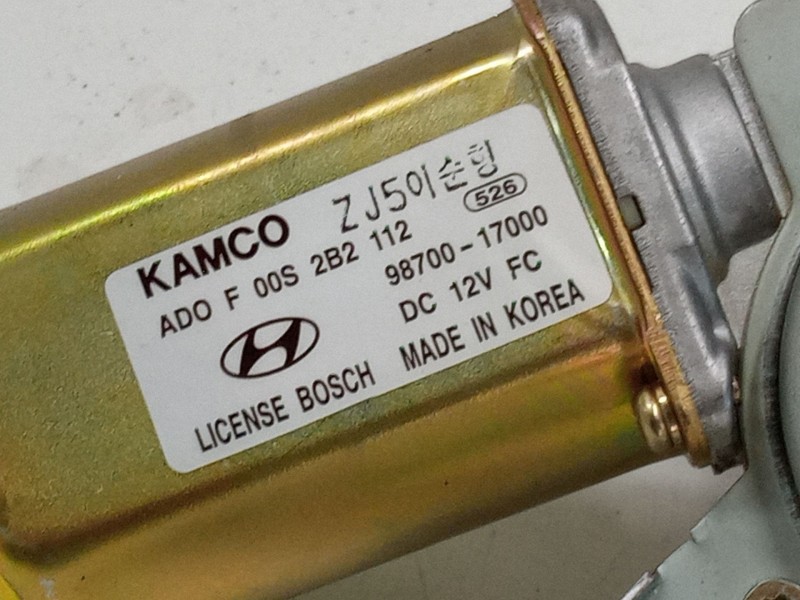 ZJ5이순형
KAMCO
526
ADO F 00S 2B2 112
98700-17000
DC 12V FC
LICENSE BOSCH MADE IN KOREA